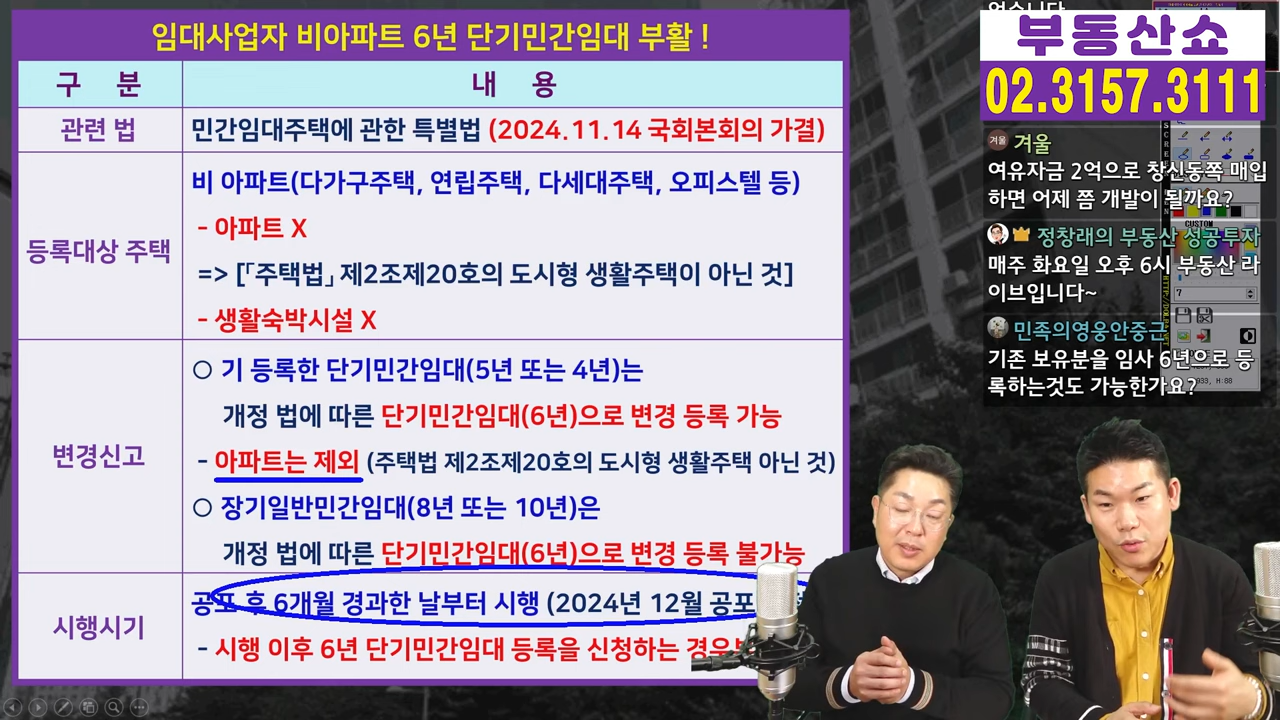 임대사업자 비아파트 6년 단기민간임대 부활 !
구 분
내 용
관련 법
민간임대주택에 관한 특별법 (2024.11.14 국회본회의 가결)
등록대상 주택
비 아파트(다가구주택, 연립주택, 다세대주택, 오피스텔 등)
- 아파트 X
=> [「주택법」 제2조제20호의 도시형 생활주택이 아닌 것]
- 생활숙박시설 X
변경신고
○ 기 등록한 단기민간임대(5년 또는 4년)는
개정 법에 따른 단기민간임대(6년)으로 변경 등록 가능
- 아파트는 제외 (주택법 제2조제20호의 도시형 생활주택 아닌 것)
○ 장기일반민간임대(8년 또는 10년)은
개정 법에 따른 단기민간임대(6년)으로 변경 등록 불가능
시행시기
공포 후 6개월 경과한 날부터 시행 (2024년 12월 공포
- 시행 이후 6년 단기민간임대 등록을 신청하는 경우부
부동산쇼
02.3157.3111
겨울 겨울
여유자금 2억으로 창신동쪽 매입
하면 어제 쯤 개발이 될까요?
정창래의 부동산 성공투자
매주 화요일 오후 6시 부동산 라
이브입니다~
민족의영웅안중근
기존 보유분을 임사 6년으로 등
록하는것도 가능한가요?
CUSTOM
7